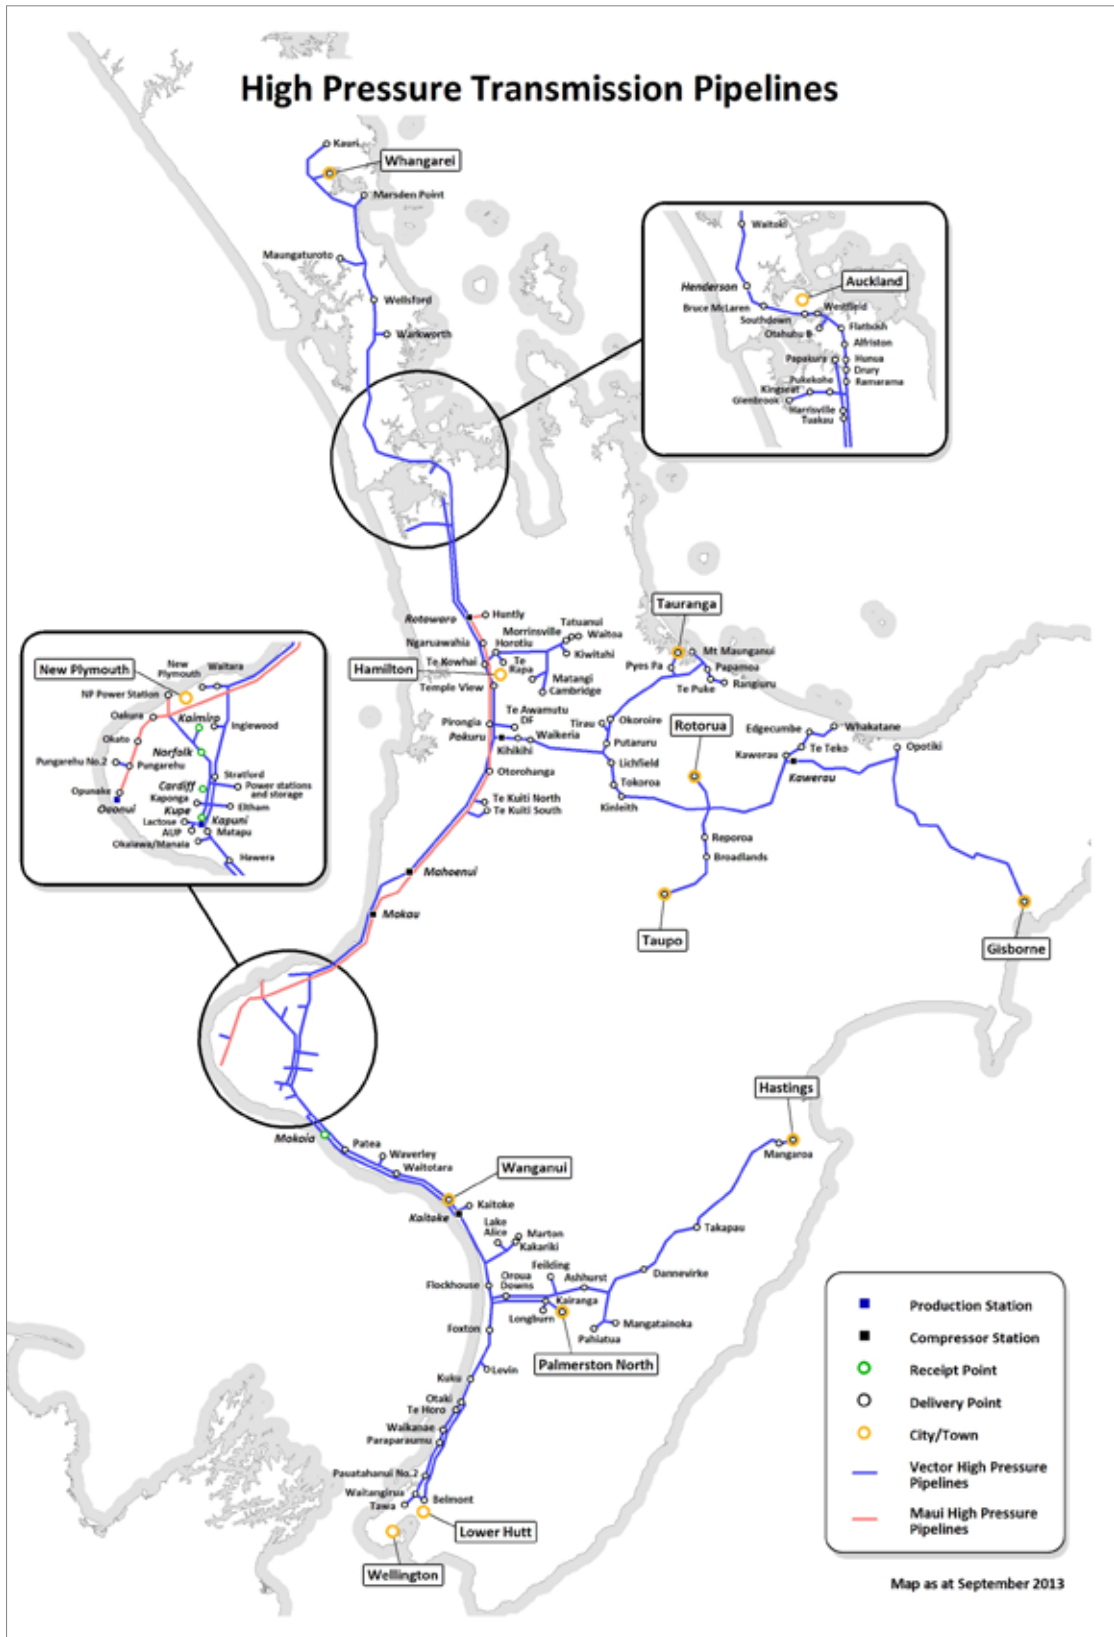 High Pressure Transmission Pipelines
Kauri
Whangarei
Marsden Point
Maungaturoto
Wellsford
Warkworth
Waitoki
Henderson
Auckland
Bruce McLaren
Westfield
Southdown
Otahuhu B
Flatbush
Alfriston
Papakura
Hunua
Drury
Pukekohe
Ramarama
Kingseat
Glenbrook
Harrisville
Tuakau
Rotowaro
Huntly
Tauranga
Ngaruawahia
Horotiu
Morrinsville
Tatuanui
Waitoa
Kiwitahi
Mt Maunganui
Hamilton
Te Kowhai
Te
Rapa
Matangi
Cambridge
Pyes Pa
Papamoa
Te Puke
Rangiuru
Temple View
Te Awamutu
DF
Pirongia
Pokuru
Kihikihi
Waikeria
Tirau
Okoroire
Putaruru
Rotorua
Edgecumbe
Whakatane
Te Teko
Opotiki
Kawerau
Kawerau
Lichfield
Otorohanga
Tokoroa
Kinleith
Te Kuiti North
Te Kuiti South
Reporoa
Broadlands
Mahoenui
Mokau
Taupo
Gisborne
New Plymouth
New
Plymouth
Waitara
NP Power Station
Oakura
Kaimiro
Inglewood
Okato
Norfolk
Pungarehu No.2
Pungarehu
Stratford
Cardiff
Power stations
and storage
Opunake
Kaponga
Oaonui
Kupe
Eltham
Lactose
Kapuni
AUP
Matapu
Okaiawa/Manaia
Hawera
Hastings
Mangaroa
Mokoia
Patea
Waverley
Waitotara
Wanganui
Kaitoke
Kaitoke
Lake
Alice
Marton
Kakariki
Takapau
Feilding
Oroua
Downs
Ashhurst
Dannevirke
Flockhouse
Kairanga
Longburn
Mangatainoka
Pahiatua
Foxton
Palmerston North
Levin
Kuku
Otaki
Te Horo
Waikanae
Paraparaumu
Pauatahanui No.2
Waitangirua
Belmont
Tawa
Lower Hutt
Wellington
Production Station
Compressor Station
Receipt Point
Delivery Point
City/Town
Vector High Pressure
Pipelines
Maui High Pressure
Pipelines
Map as at September 2013